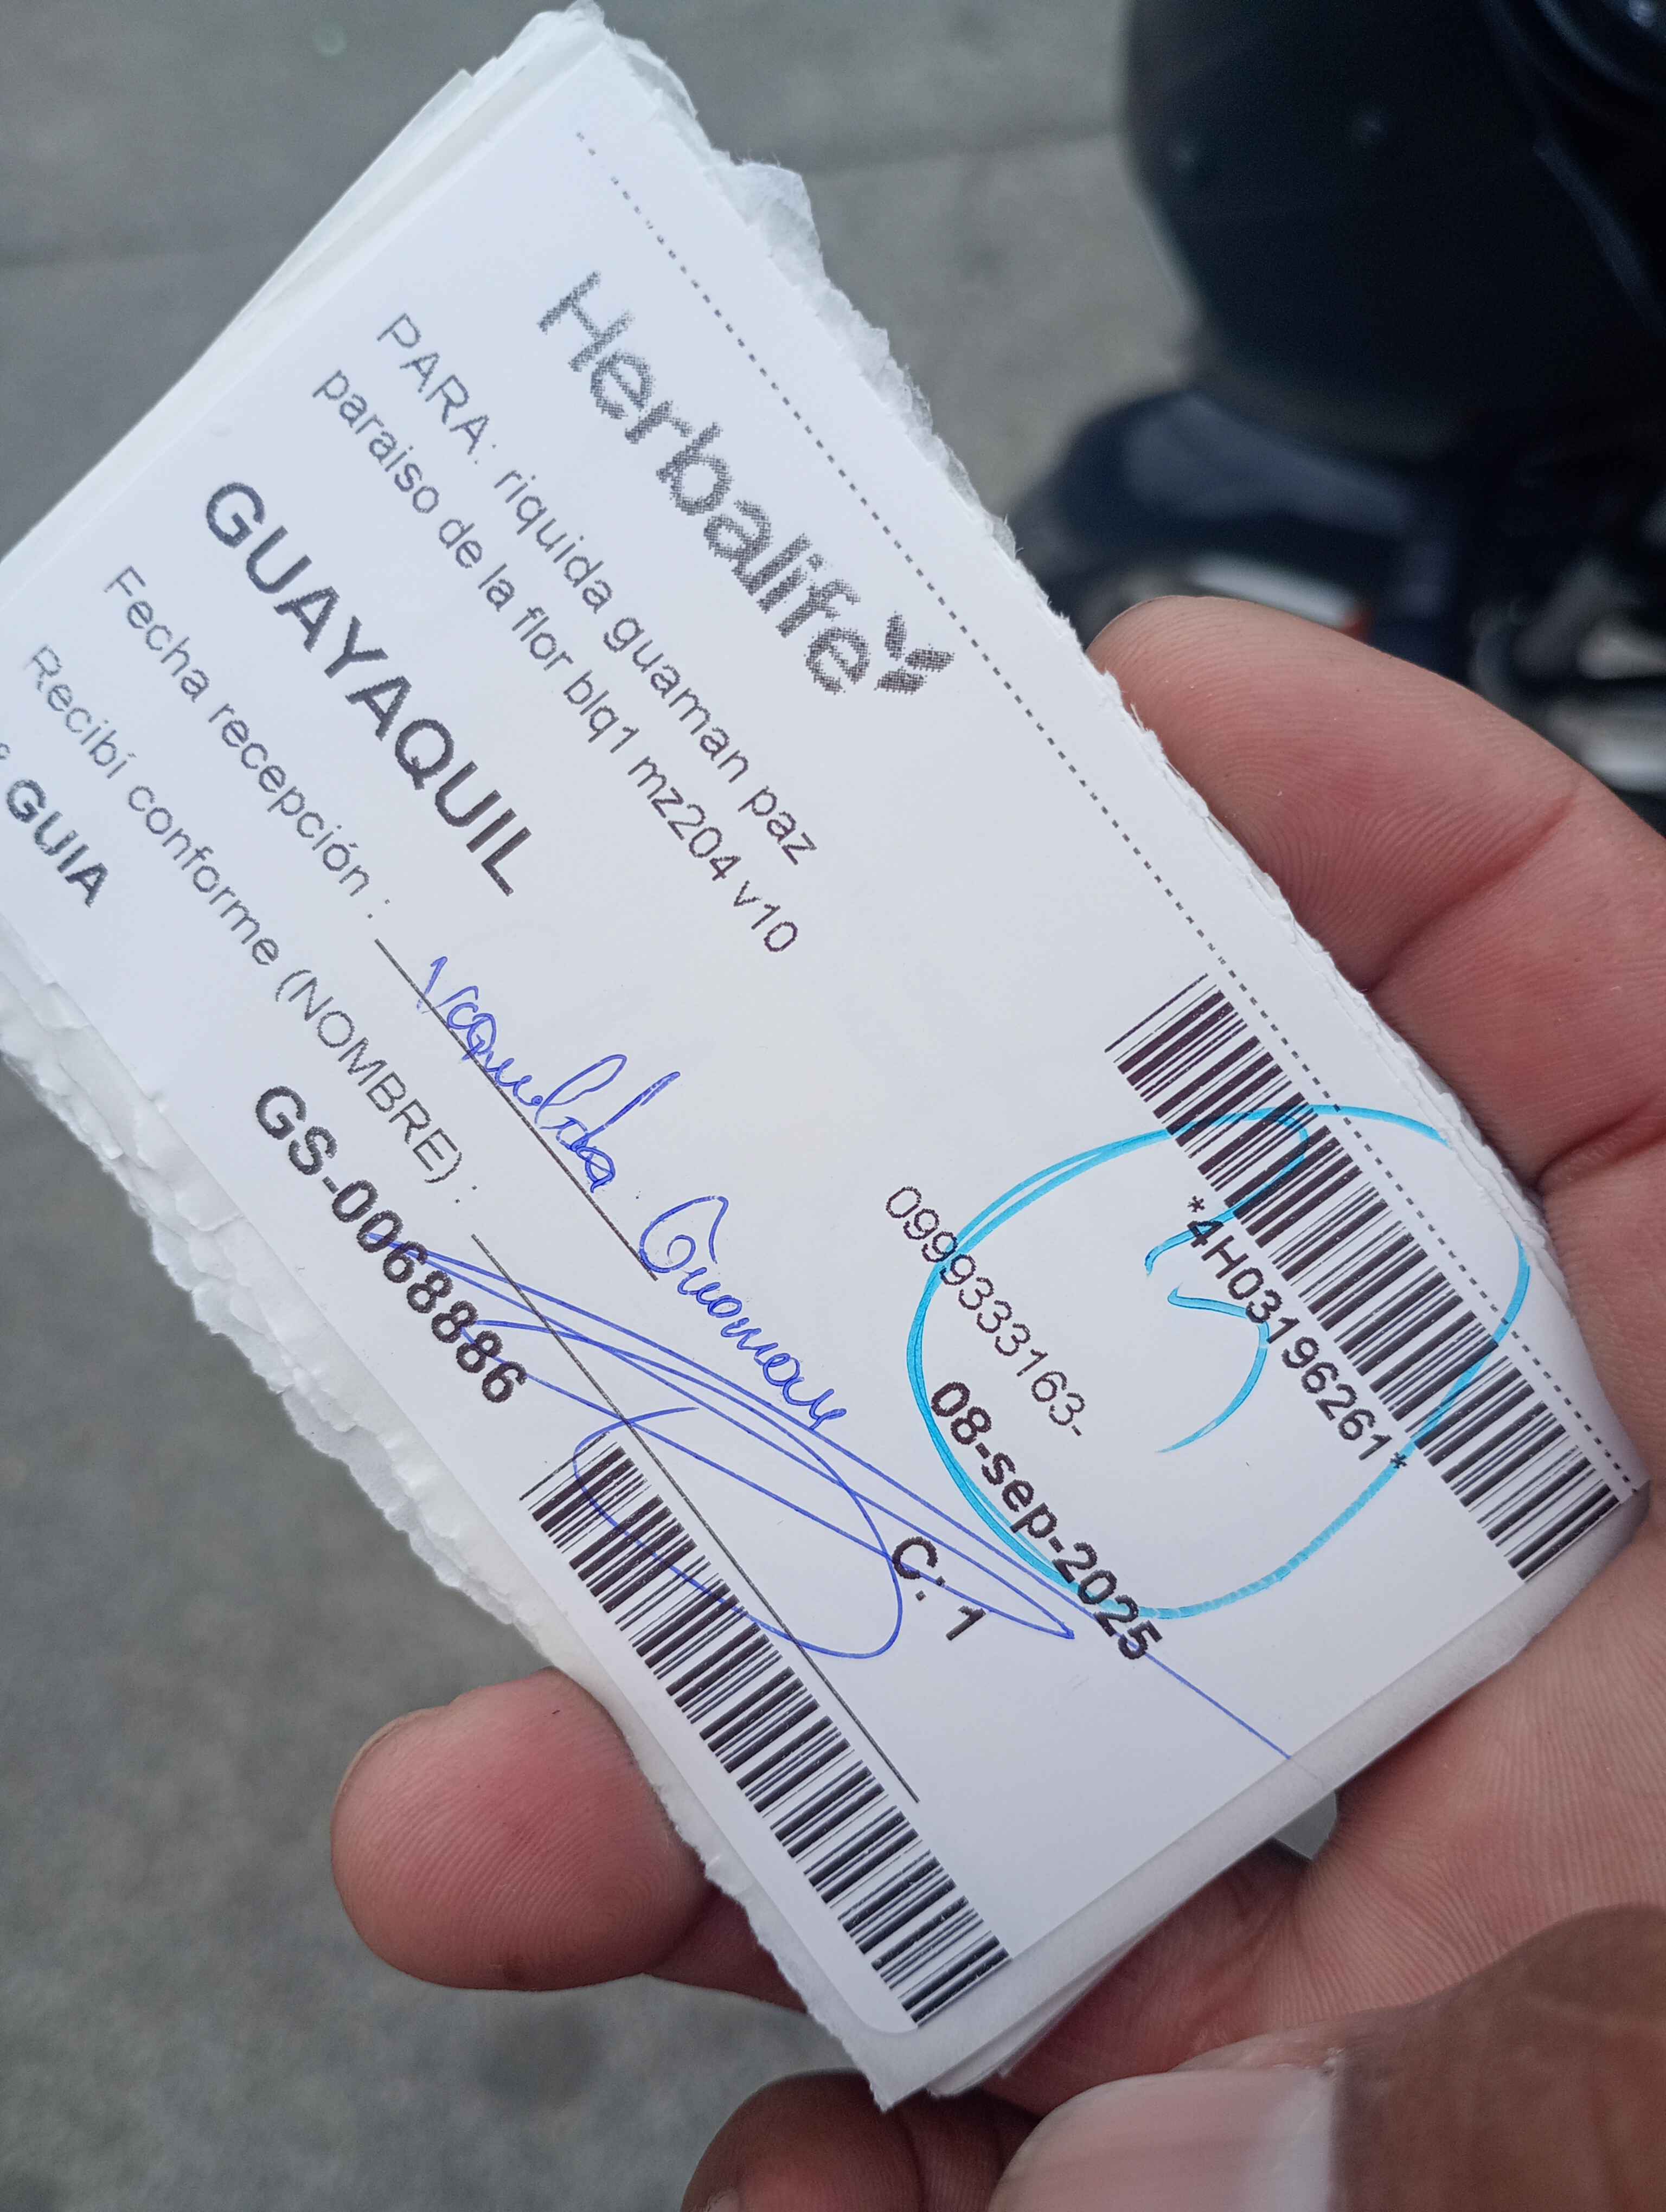 Herbalife
*4H03196261*
PARA: riquida guaman paz
0999333163-
paraiso de la flor blq1 mz204 v10
08-sep-2025
GUAYAQUIL
C: 1
Fecha recepción :
Guaman
Recibí conforme (NOMBRE) :
GUIA
GS-0068886